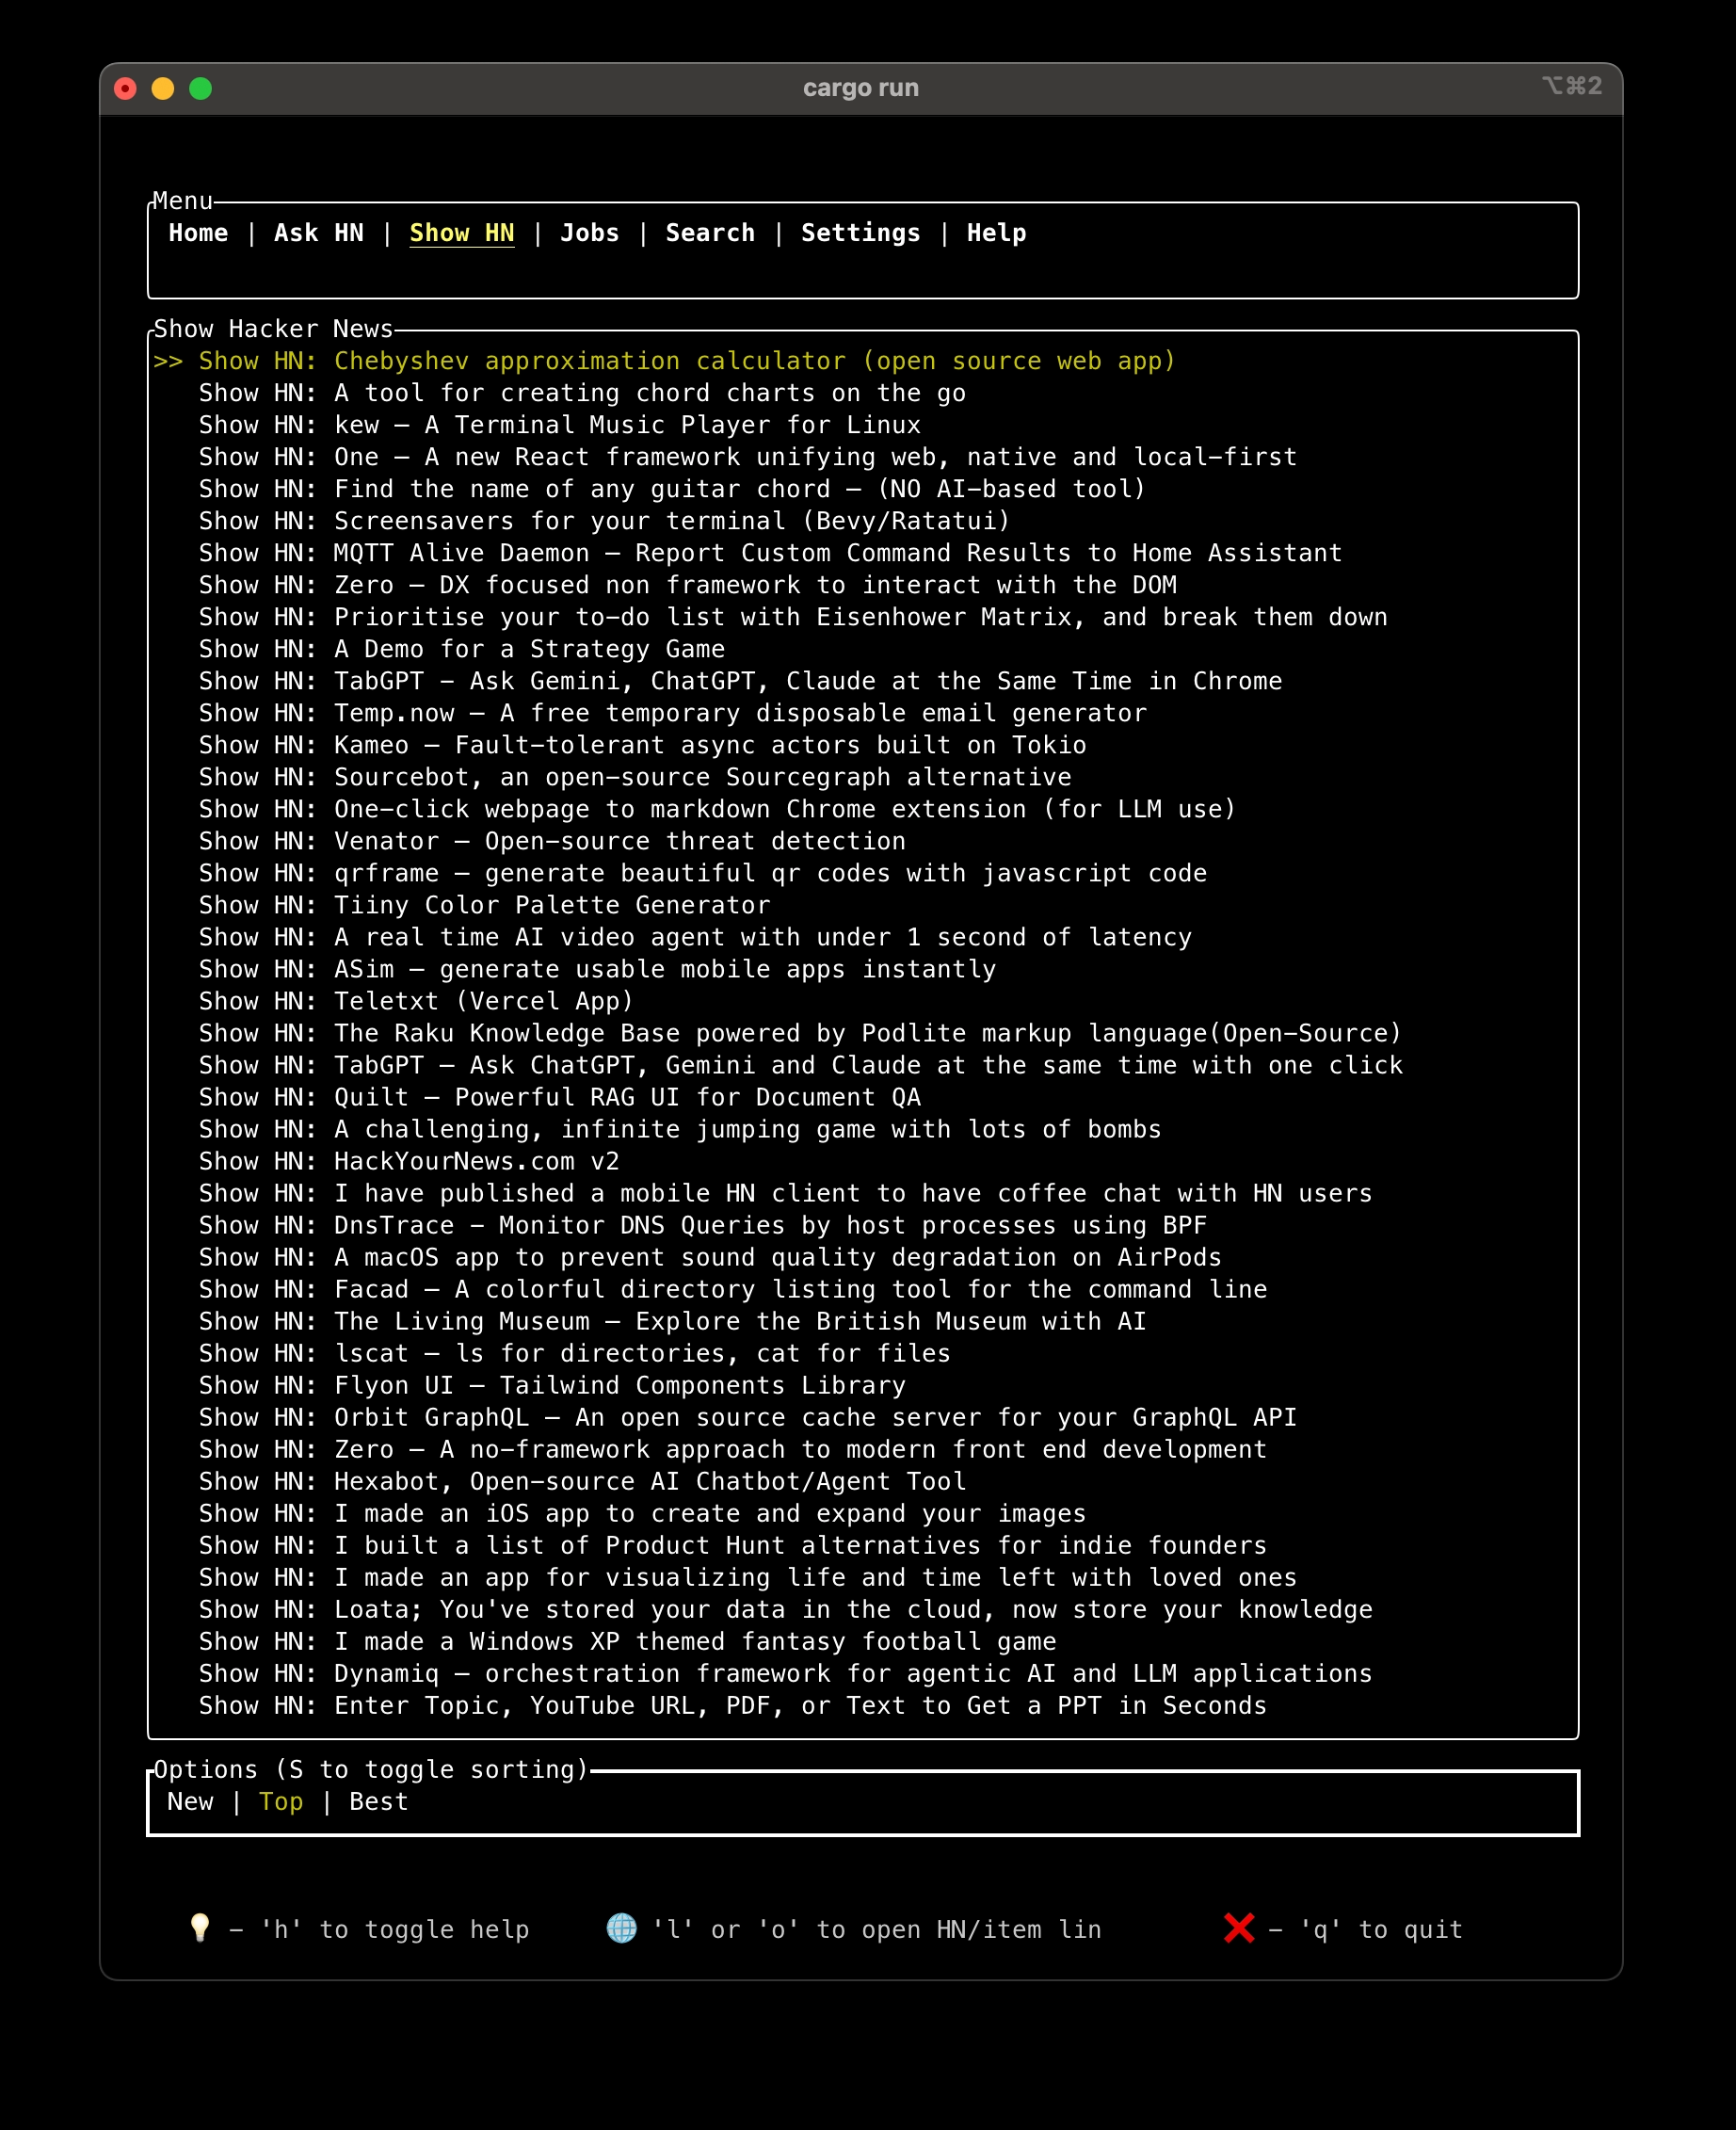 cargo run
⌥⌘2
Menu
Home | Ask HN | Show HN | Jobs | Search | Settings | Help
Show Hacker News
>> Show HN: Chebyshev approximation calculator (open source web app)
Show HN: A tool for creating chord charts on the go
Show HN: kew – A Terminal Music Player for Linux
Show HN: One – A new React framework unifying web, native and local-first
Show HN: Find the name of any guitar chord – (NO AI-based tool)
Show HN: Screensavers for your terminal (Bevy/Ratatui)
Show HN: MQTT Alive Daemon – Report Custom Command Results to Home Assistant
Show HN: Zero – DX focused non framework to interact with the DOM
Show HN: Prioritise your to-do list with Eisenhower Matrix, and break them down
Show HN: A Demo for a Strategy Game
Show HN: TabGPT - Ask Gemini, ChatGPT, Claude at the Same Time in Chrome
Show HN: Temp.now – A free temporary disposable email generator
Show HN: Kameo – Fault-tolerant async actors built on Tokio
Show HN: Sourcebot, an open-source Sourcegraph alternative
Show HN: One-click webpage to markdown Chrome extension (for LLM use)
Show HN: Venator – Open-source threat detection
Show HN: qrframe – generate beautiful qr codes with javascript code
Show HN: Tiiny Color Palette Generator
Show HN: A real time AI video agent with under 1 second of latency
Show HN: ASim – generate usable mobile apps instantly
Show HN: Teletxt (Vercel App)
Show HN: The Raku Knowledge Base powered by Podlite markup language(Open-Source)
Show HN: TabGPT – Ask ChatGPT, Gemini and Claude at the same time with one click
Show HN: Quilt – Powerful RAG UI for Document QA
Show HN: A challenging, infinite jumping game with lots of bombs
Show HN: HackYourNews.com v2
Show HN: I have published a mobile HN client to have coffee chat with HN users
Show HN: DnsTrace - Monitor DNS Queries by host processes using BPF
Show HN: A macOS app to prevent sound quality degradation on AirPods
Show HN: Facad – A colorful directory listing tool for the command line
Show HN: The Living Museum – Explore the British Museum with AI
Show HN: lscat – ls for directories, cat for files
Show HN: Flyon UI – Tailwind Components Library
Show HN: Orbit GraphQL – An open source cache server for your GraphQL API
Show HN: Zero – A no-framework approach to modern front end development
Show HN: Hexabot, Open-source AI Chatbot/Agent Tool
Show HN: I made an iOS app to create and expand your images
Show HN: I built a list of Product Hunt alternatives for indie founders
Show HN: I made an app for visualizing life and time left with loved ones
Show HN: Loata; You've stored your data in the cloud, now store your knowledge
Show HN: I made a Windows XP themed fantasy football game
Show HN: Dynamiq – orchestration framework for agentic AI and LLM applications
Show HN: Enter Topic, YouTube URL, PDF, or Text to Get a PPT in Seconds
Options (S to toggle sorting)
New | Top | Best
💡 – 'h' to toggle help 🌐 'l' or 'o' to open HN/item lin ❌ – 'q' to quit